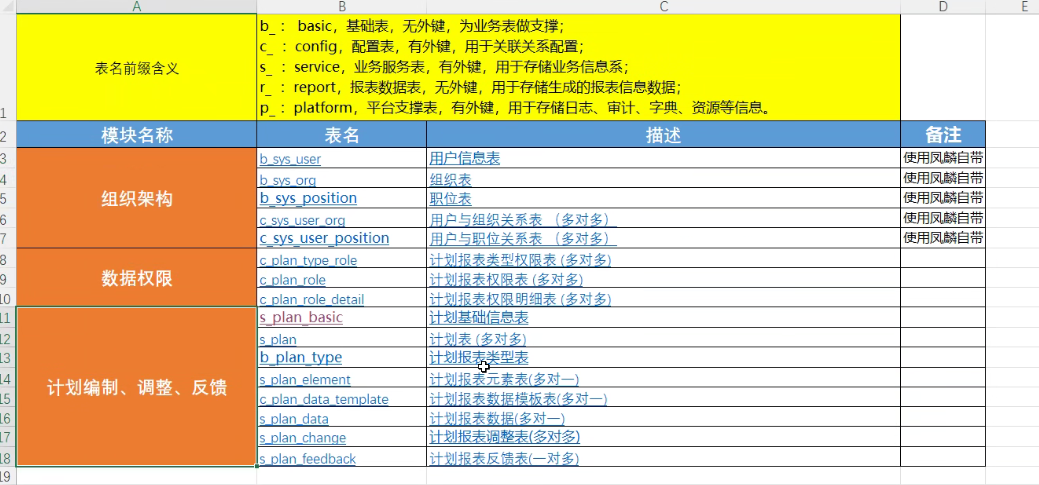 A B C D E
1 表名前缀含义
b_ ： basic，基础表，无外键，为业务表做支撑；
c_ ：config，配置表，有外键，用于关联关系配置；
s_ ：service，业务服务表，有外键，用于存储业务信息系；
r_ ：report，报表数据表，无外键，用于存储生成的报表信息数据；
p_ ：platform，平台支撑表，有外键，用于存储日志、审计、字典、资源等信息。
2 模块名称 表名 描述 备注
组织架构
3 b_sys_user 用户信息表 使用凤麟自带
4 b_sys_org 组织表 使用凤麟自带
5 b_sys_position 职位表 使用凤麟自带
6 c_sys_user_org 用户与组织关系表 （多对多） 使用凤麟自带
7 c_sys_user_position 用户与职位关系表 （多对多） 使用凤麟自带
数据权限
8 c_plan_type_role 计划报表类型权限表 (多对多)
9 c_plan_role 计划报表权限表 (多对多)
10 c_plan_role_detail 计划报表权限明细表 (多对多)
计划编制、调整、反馈
11 s_plan_basic 计划基础信息表
12 s_plan 计划表 (多对多)
13 b_plan_type 计划报表类型表
14 s_plan_element 计划报表元素表(多对一)
15 c_plan_data_template 计划报表数据模板表(多对一)
16 s_plan_data 计划报表数据(多对一)
17 s_plan_change 计划报表调整表(多对多)
18 s_plan_feedback 计划报表反馈表(一对多)
19